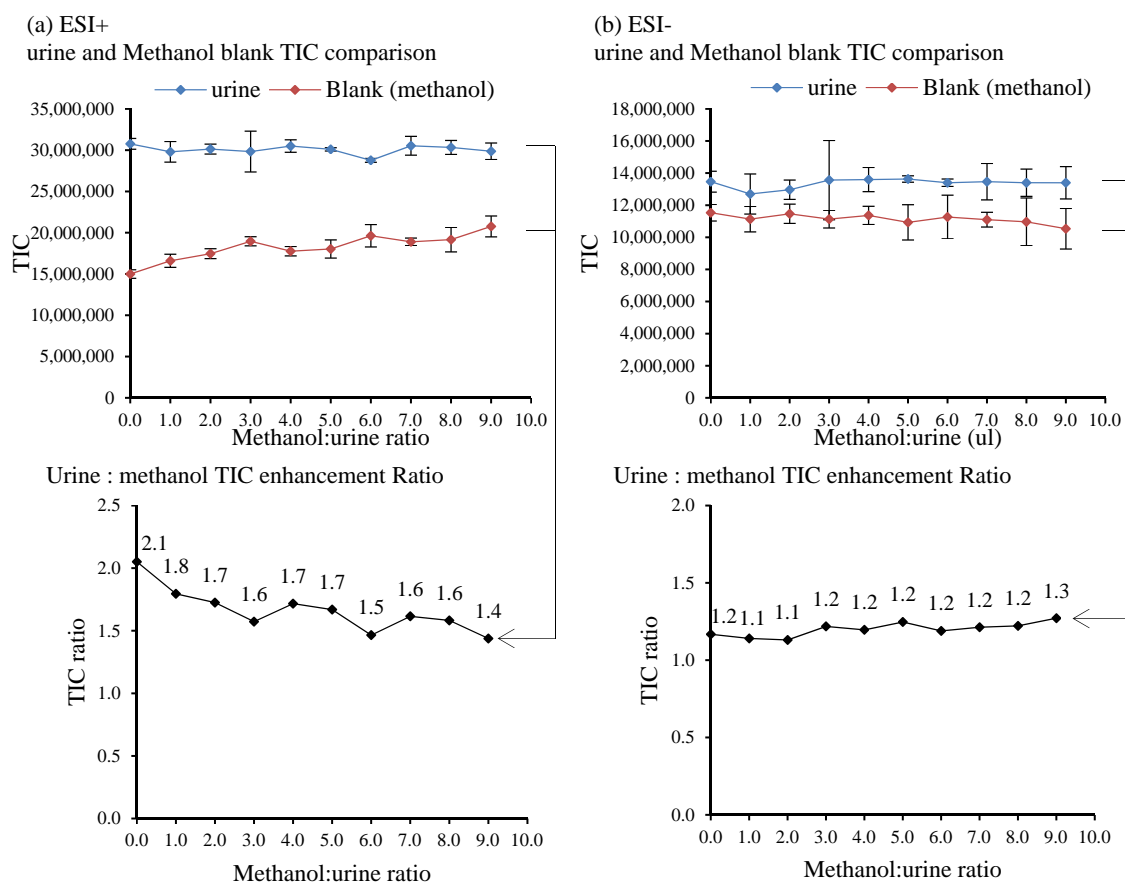 (a) ESI+
urine and Methanol blank TIC comparison
urine Blank (methanol)
35,000,000
30,000,000
25,000,000
20,000,000
15,000,000
10,000,000
5,000,000
0
TIC
0.0 1.0 2.0 3.0 4.0 5.0 6.0 7.0 8.0 9.0 10.0
Methanol:urine ratio
Urine : methanol TIC enhancement Ratio
2.5
2.0
1.5
1.0
0.5
0.0
TIC ratio
2.1 1.8 1.7 1.6 1.7 1.7 1.5 1.6 1.6 1.4
0.0 1.0 2.0 3.0 4.0 5.0 6.0 7.0 8.0 9.0 10.0
Methanol:urine ratio
(b) ESI-
urine and Methanol blank TIC comparison
urine Blank (methanol)
18,000,000
16,000,000
14,000,000
12,000,000
10,000,000
8,000,000
6,000,000
4,000,000
2,000,000
0
TIC
0.0 1.0 2.0 3.0 4.0 5.0 6.0 7.0 8.0 9.0 10.0
Methanol:urine (ul)
Urine : methanol TIC enhancement Ratio
2.0
1.5
1.0
0.5
0.0
TIC ratio
1.2 1.1 1.1 1.2 1.2 1.2 1.2 1.2 1.2 1.3
0.0 1.0 2.0 3.0 4.0 5.0 6.0 7.0 8.0 9.0 10.0
Methanol:urine ratio